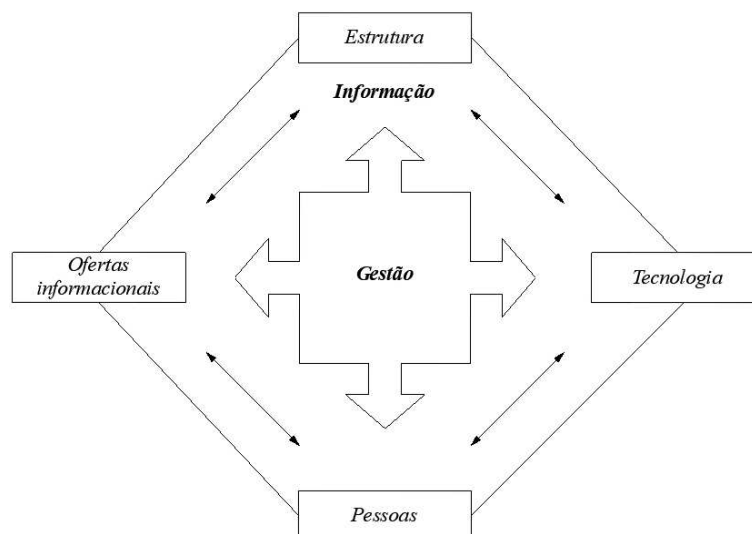 Estrutura
Informação
Ofertas
informacionais
Gestão
Tecnologia
Pessoas